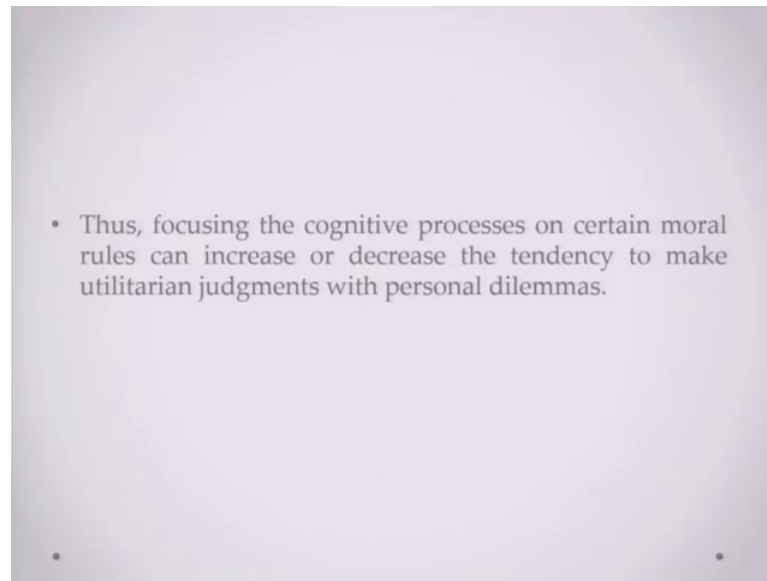 • Thus, focusing the cognitive processes on certain moral
rules can increase or decrease the tendency to make
utilitarian judgments with personal dilemmas.